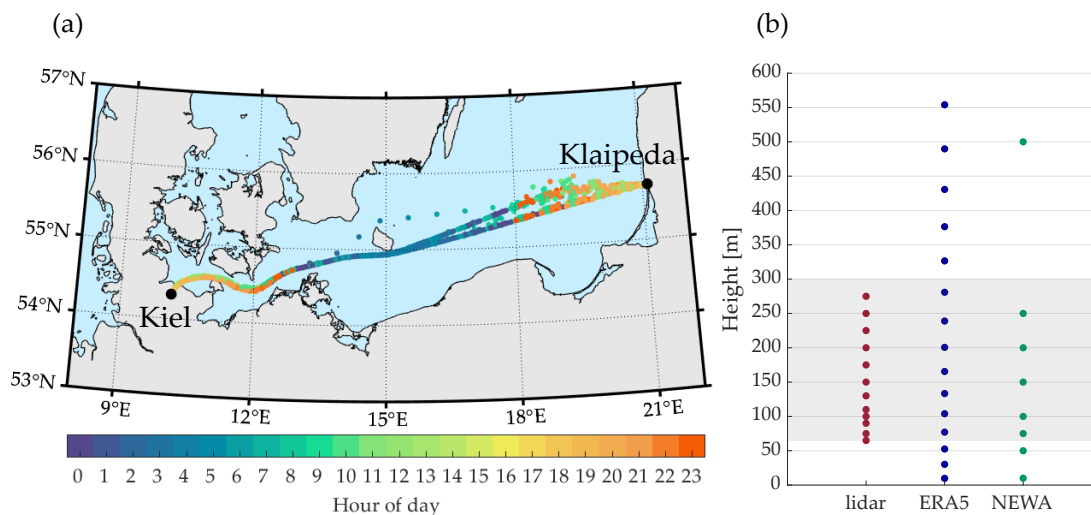 (a)
(b)
57°N
56°N
55°N
54°N
53°N
Klaipeda
Kiel
9°E 12°E 15°E 18°E 21°E
0 1 2 3 4 5 6 7 8 9 10 11 12 13 14 15 16 17 18 19 20 21 22 23
Hour of day
600
550
500
450
400
350
300
250
200
150
100
50
0
Height [m]
lidar ERA5 NEWA